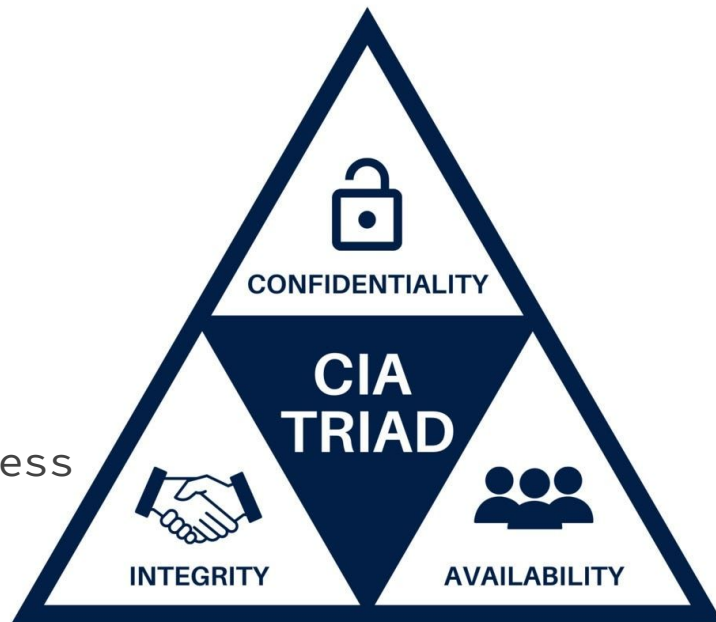 CONFIDENTIALITY
CIA
TRIAD
ess
INTEGRITY
AVAILABILITY